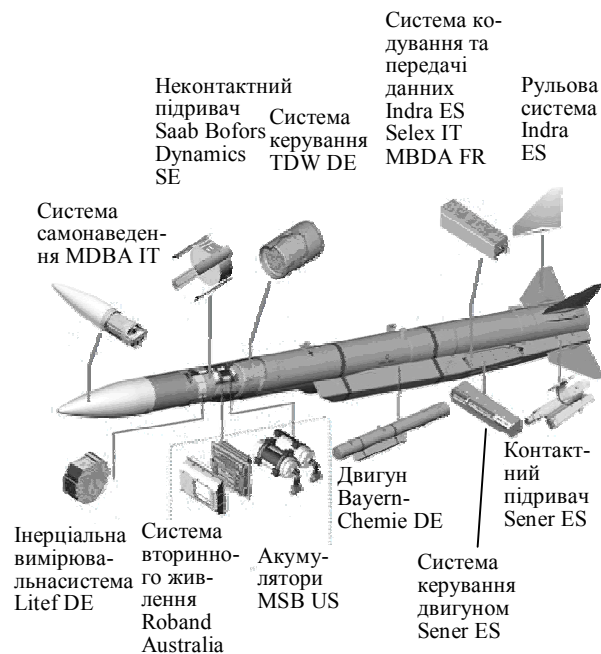 Система ко-
дування та
передачі
данних
Indra ES
Selex IT
MBDA FR
Неконтактний
підривач
Saab Bofors
Dynamics
SE
Система
керування
TDW DE
Рульова
система
Indra
ES
Система
самонаведен-
ня MDBA IT
Інерціальна
вимірюва-
льнасистема
Litef DE
Система
вторинно-
го жив-
лення
Roband
Australia
Акуму-
лятори
MSB US
Двигун
Bayern-
Chemie DE
Система
керування
двигуном
Sener ES
Контакт-
ний
підривач
Sener ES